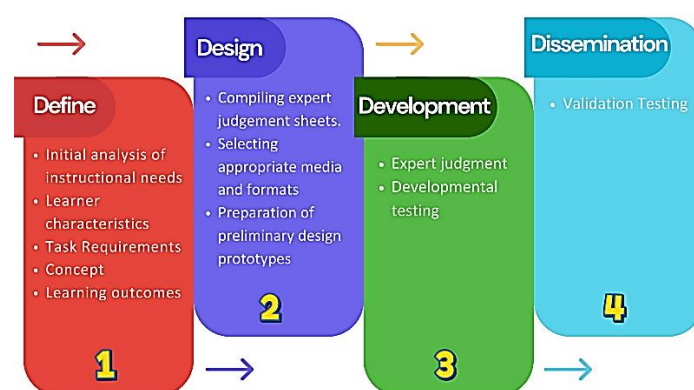 Define
• Initial analysis of
instructional needs
• Learner
characteristics
• Task Requirements
• Concept
• Learning outcomes
1
Design
• Compiling expert
judgement sheets.
• Selecting
appropriate media
and formats
• Preparation of
preliminary design
prototypes
2
Development
• Expert judgment
• Developmental
testing
3
Dissemination
• Validation Testing
4